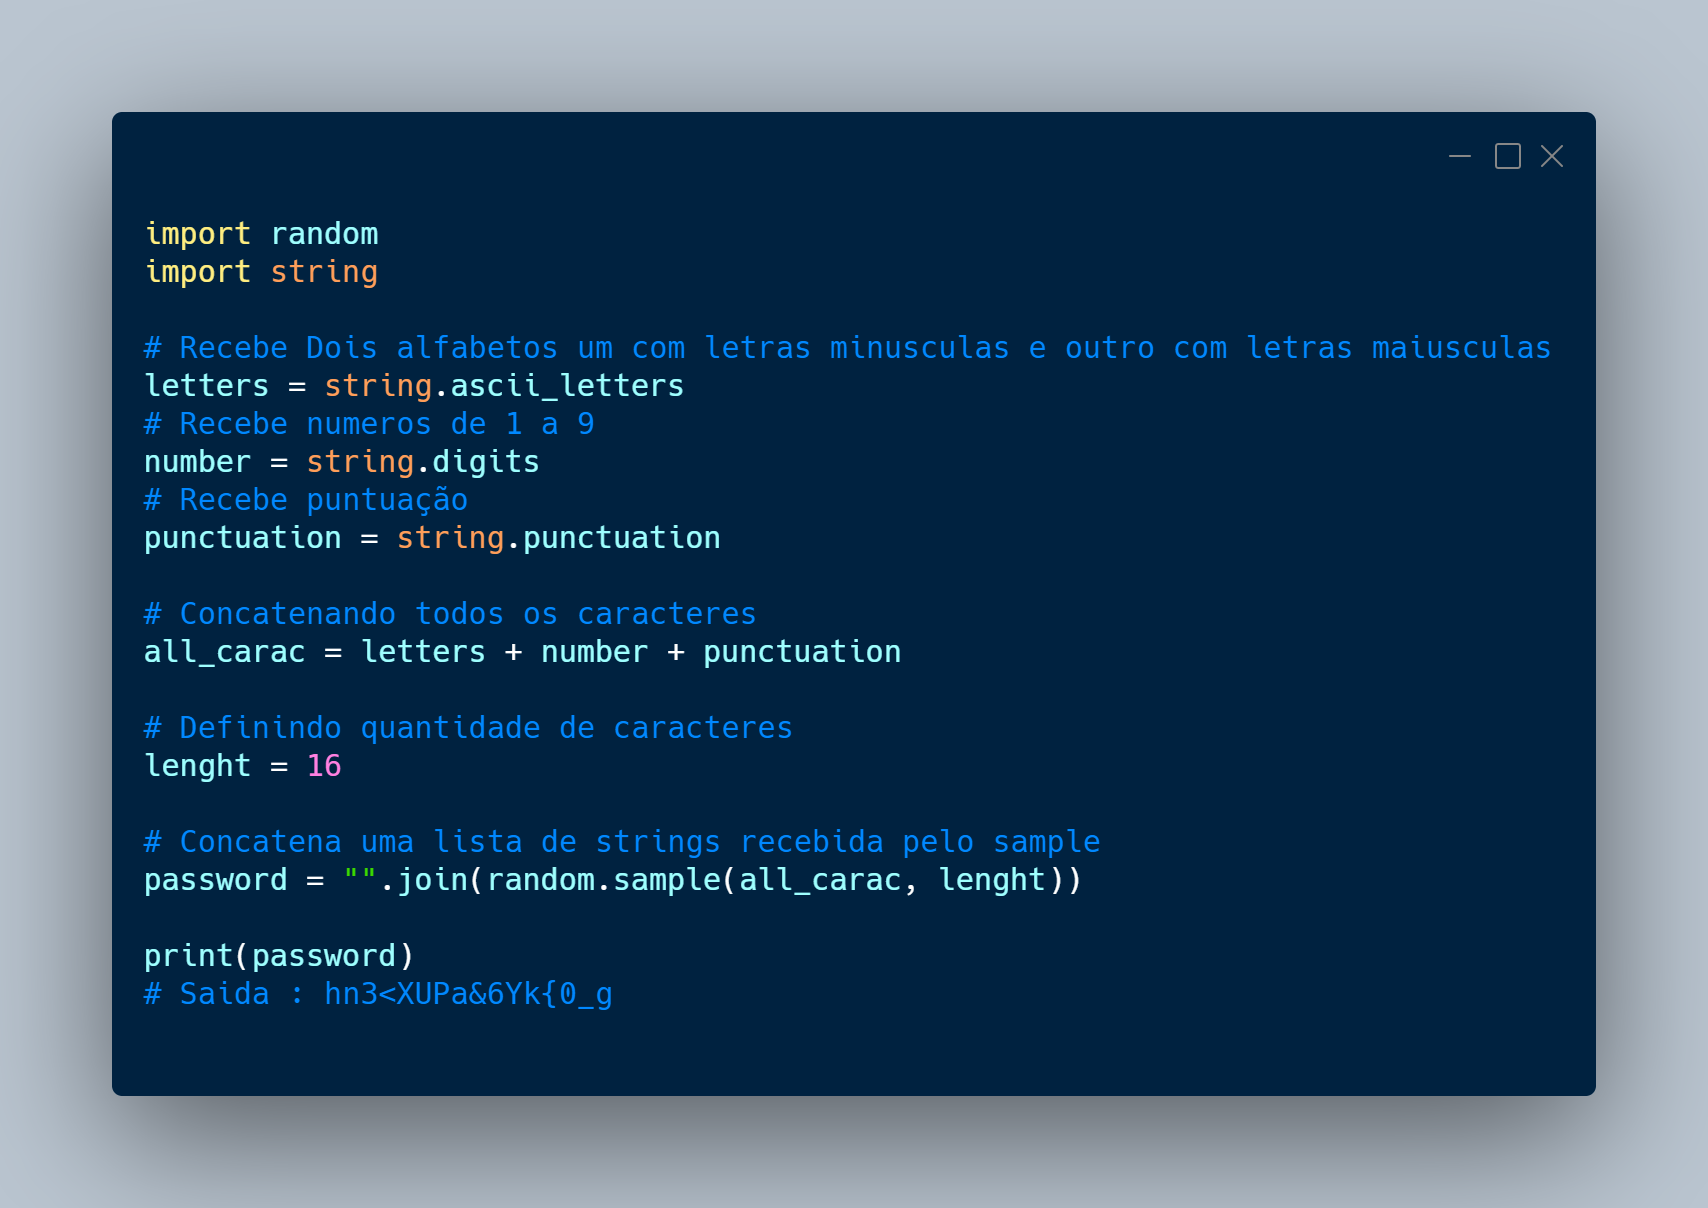 import random
import string
# Recebe Dois alfabetos um com letras minusculas e outro com letras maiusculas
letters = string.ascii_letters
# Recebe numeros de 1 a 9
number = string.digits
# Recebe puntuação
punctuation = string.punctuation
# Concatenando todos os caracteres
all_carac = letters + number + punctuation
# Definindo quantidade de caracteres
lenght = 16
# Concatena uma lista de strings recebida pelo sample
password = "".join(random.sample(all_carac, lenght))
print(password)
# Saida : hn3<XUPa&6Yk{0_g